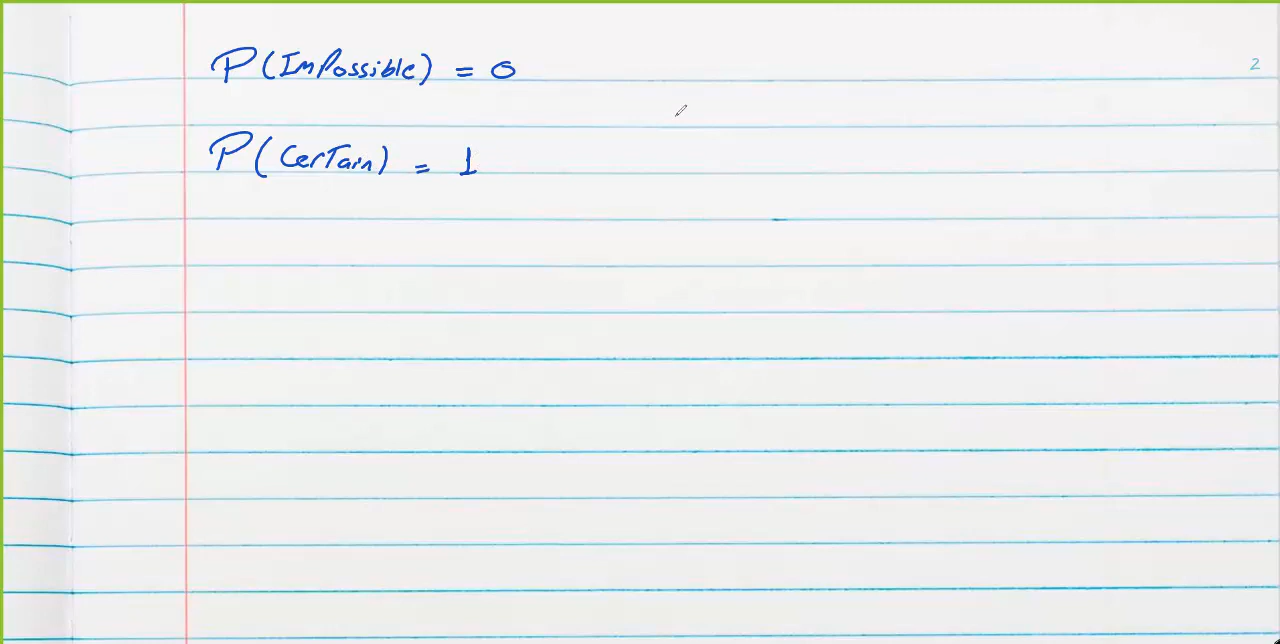 P(Impossible) = 0
2
P(Certain) = 1